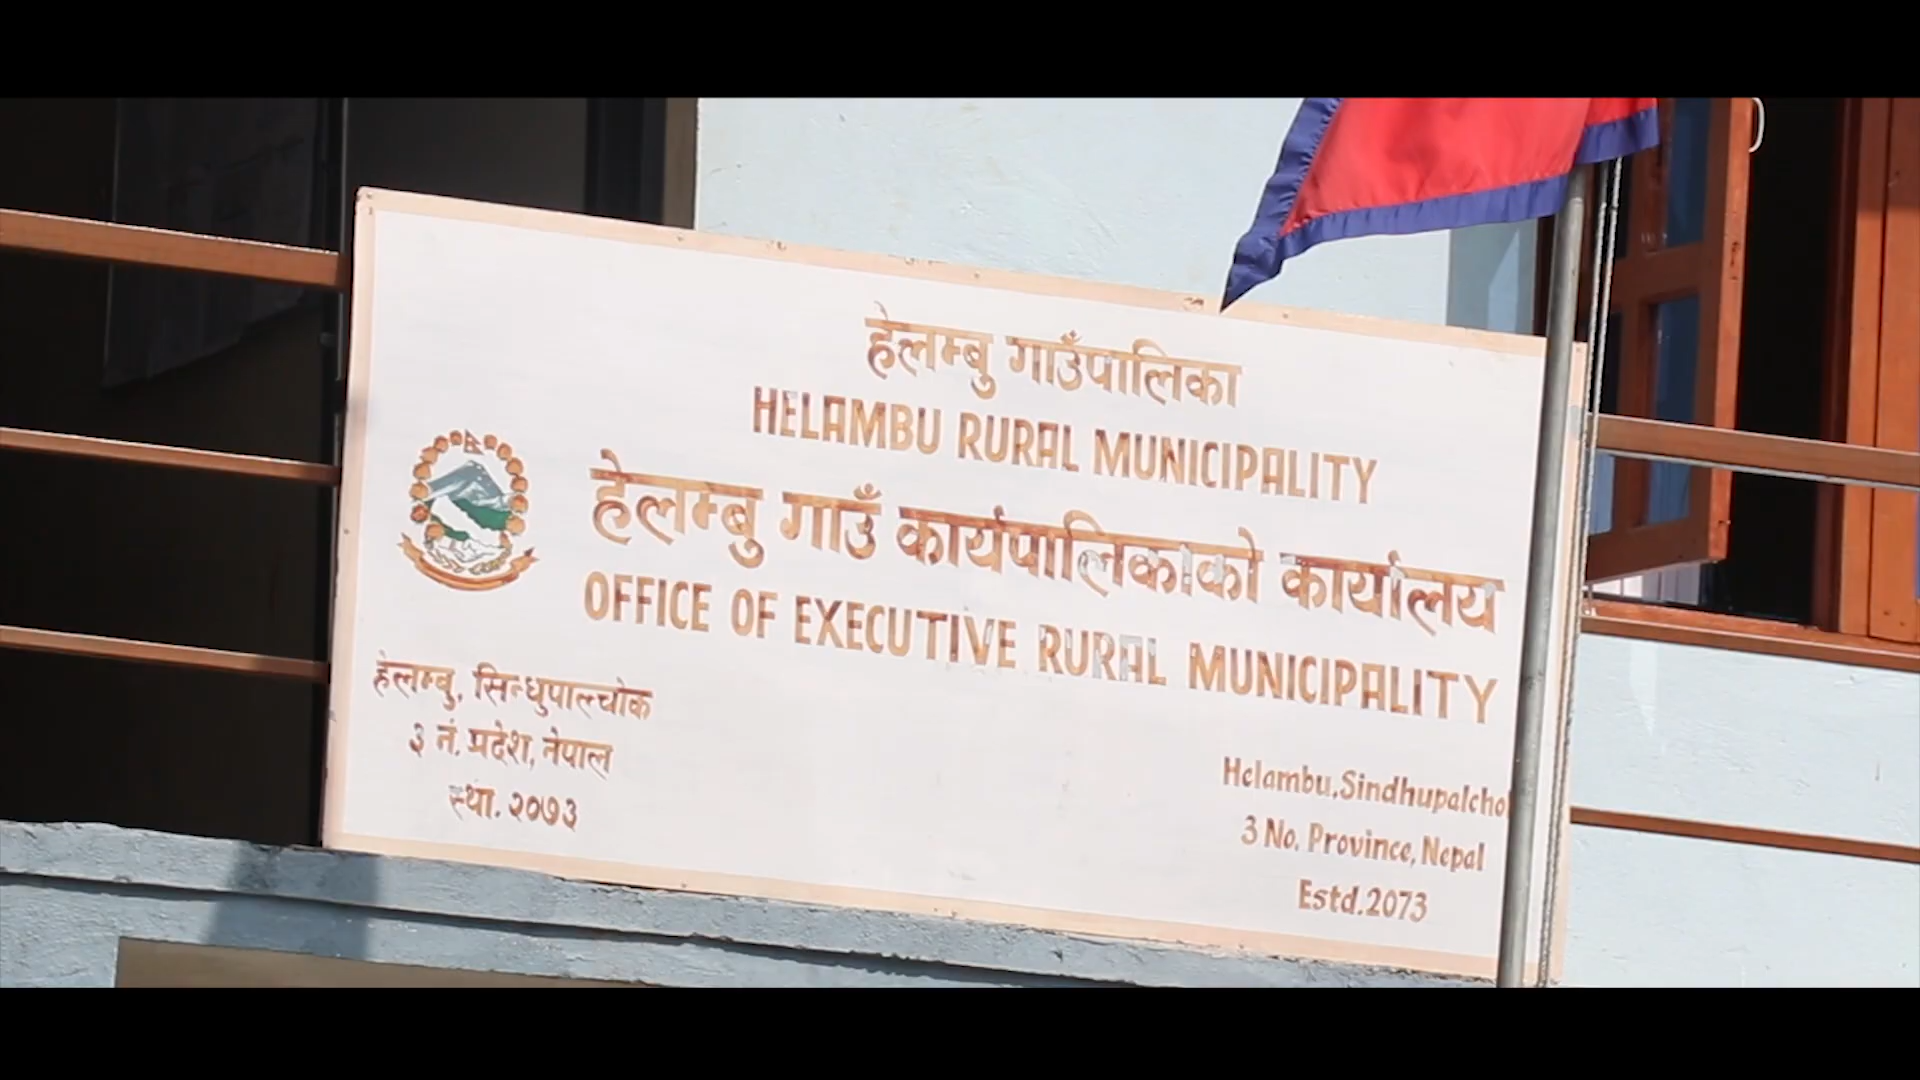 हेलम्बु गाउँपालिका
HELAMBU RURAL MUNICIPALITY
हेलम्बु गाउँ कार्यपालिकाको कार्यालय
OFFICE OF EXECUTIVE RURAL MUNICIPALITY
हेलम्बु, सिन्धुपाल्चोक
३ नं. प्रदेश, नेपाल
स्था. २०७३
Helambu,Sindhupalcho
3 No. Province, Nepal
Estd.2073